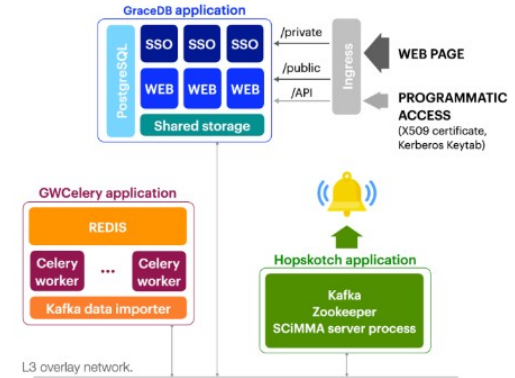 GraceDB application
PostgreSQL
SSO SSO SSO
WEB WEB WEB
Shared storage
/private
/public
/API
Ingress
WEB PAGE
PROGRAMMATIC
ACCESS
(X509 certificate,
Kerberos Keytab)
GWCelery application
REDIS
Celery
worker
...
Celery
worker
Kafka data importer
Hopskotch application
Kafka
Zookeeper
SCiMMA server process
L3 overlay network.